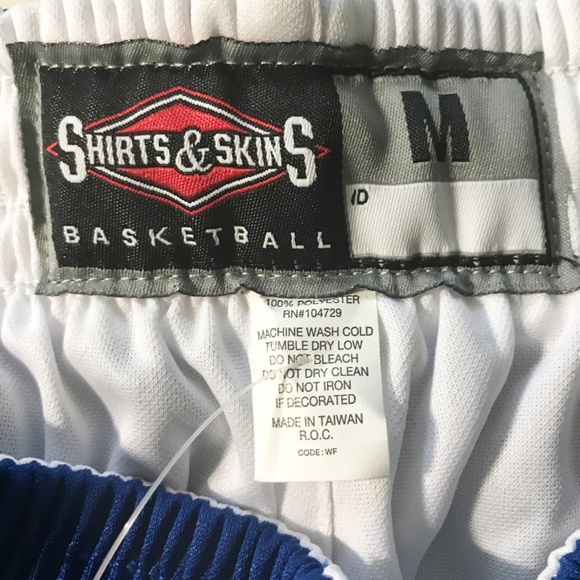 SHIRTS & SKINS
BASKETBALL
M
ID
100% POLYESTER
RN#104729
MACHINE WASH COLD
TUMBLE DRY LOW
DO NOT BLEACH
DO NOT DRY CLEAN
DO NOT IRON
IF DECORATED
MADE IN TAIWAN
R.O.C.
CODE: WF